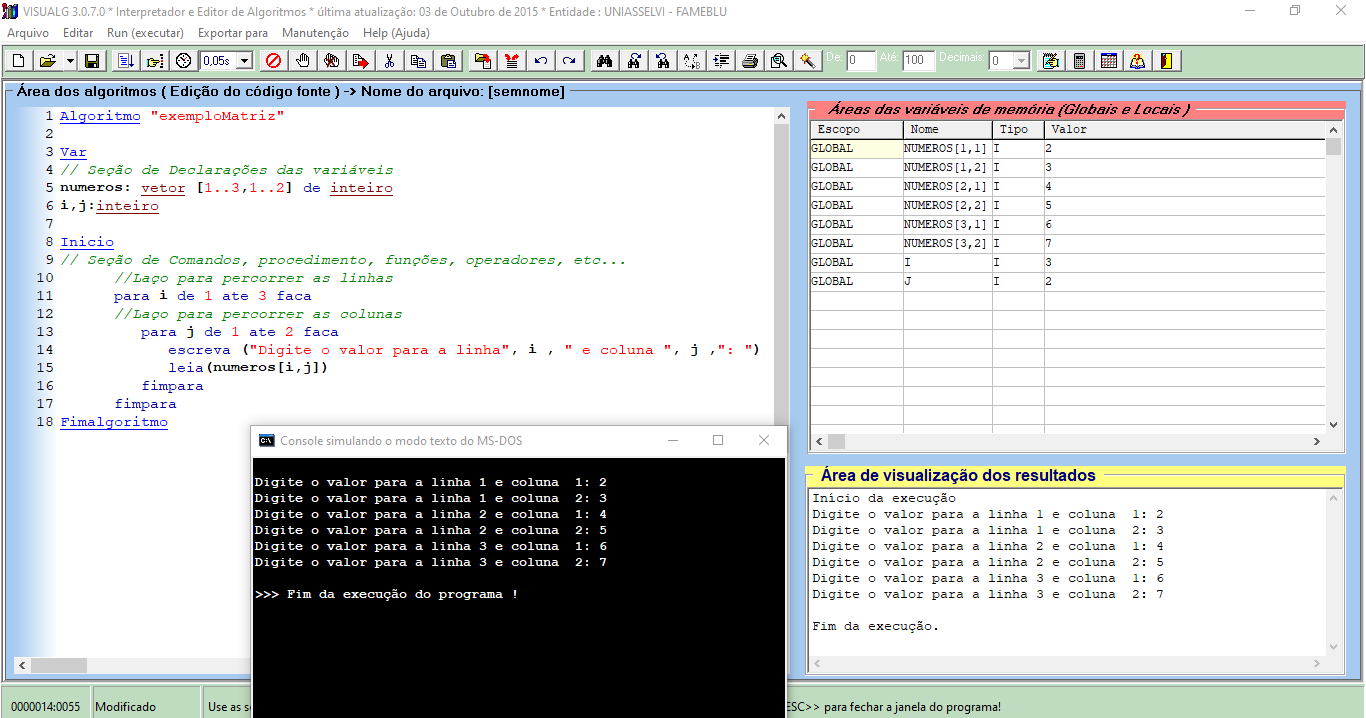 VISUALG 3.0.7.0 * Interpretador e Editor de Algoritmos * última atualização: 03 de Outubro de 2015 * Entidade : UNIASSELVI - FAMEBLU
Arquivo Editar Run (executar) Exportar para Manutenção Help (Ajuda)
0,05s De: 0 Até: 100 Decimais: 0
Área dos algoritmos ( Edição do código fonte ) -> Nome do arquivo: [semnome]
1 Algoritmo "exemploMatriz"
2
3 Var
4 // Seção de Declarações das variáveis
5 numeros: vetor [1..3,1..2] de inteiro
6 i,j:inteiro
7
8 Inicio
9 // Seção de Comandos, procedimento, funções, operadores, etc...
10 //Laço para percorrer as linhas
11 para i de 1 ate 3 faca
12 //Laço para percorrer as colunas
13 para j de 1 ate 2 faca
14 escreva ("Digite o valor para a linha", i , " e coluna ", j ,": ")
15 leia(numeros[i,j])
16 fimpara
17 fimpara
18 Fimalgoritmo
Áreas das variáveis de memória (Globais e Locais )
Escopo Nome Tipo Valor
GLOBAL NUMEROS[1,1] I 2
GLOBAL NUMEROS[1,2] I 3
GLOBAL NUMEROS[2,1] I 4
GLOBAL NUMEROS[2,2] I 5
GLOBAL NUMEROS[3,1] I 6
GLOBAL NUMEROS[3,2] I 7
GLOBAL I I 3
GLOBAL J I 2
Console simulando o modo texto do MS-DOS
Digite o valor para a linha 1 e coluna  1: 2
Digite o valor para a linha 1 e coluna  2: 3
Digite o valor para a linha 2 e coluna  1: 4
Digite o valor para a linha 2 e coluna  2: 5
Digite o valor para a linha 3 e coluna  1: 6
Digite o valor para a linha 3 e coluna  2: 7
>>> Fim da execução do programa !
Área de visualização dos resultados
Início da execução
Digite o valor para a linha 1 e coluna  1: 2
Digite o valor para a linha 1 e coluna  2: 3
Digite o valor para a linha 2 e coluna  1: 4
Digite o valor para a linha 2 e coluna  2: 5
Digite o valor para a linha 3 e coluna  1: 6
Digite o valor para a linha 3 e coluna  2: 7
Fim da execução.
0000014:0055 Modificado Use as ESC>> para fechar a janela do programa!